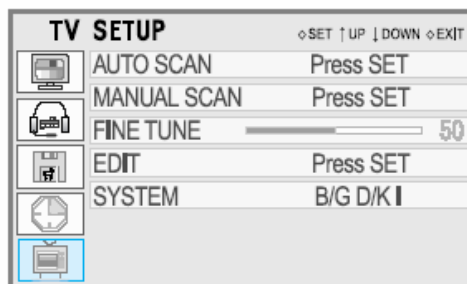 TV SETUP ◇SET ↑UP ↓DOWN ◇EXIT
AUTO SCAN Press SET
MANUAL SCAN Press SET
FINE TUNE 50
EDIT Press SET
SYSTEM B/G D/K I